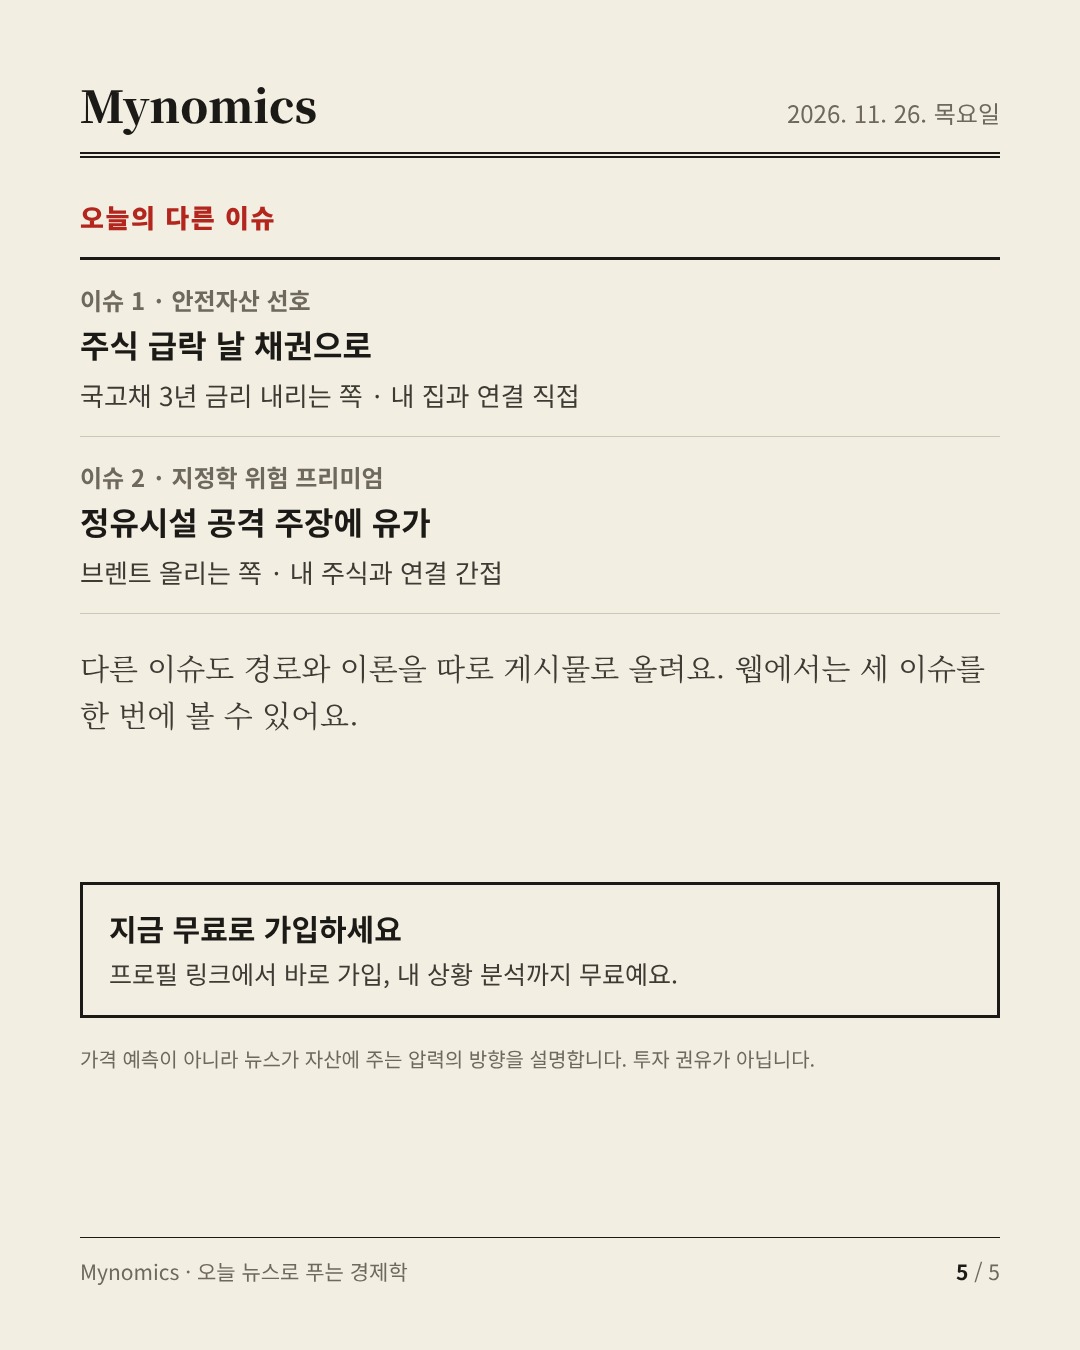 Mynomics
2026. 11. 26. 목요일
오늘의 다른 이슈
이슈 1 · 안전자산 선호
주식 급락 날 채권으로
국고채 3년 금리 내리는 쪽 · 내 집과 연결 직접
이슈 2 · 지정학 위험 프리미엄
정유시설 공격 주장에 유가
브렌트 올리는 쪽 · 내 주식과 연결 간접
다른 이슈도 경로와 이론을 따로 게시물로 올려요. 웹에서는 세 이슈를
한 번에 볼 수 있어요.
지금 무료로 가입하세요
프로필 링크에서 바로 가입, 내 상황 분석까지 무료예요.
가격 예측이 아니라 뉴스가 자산에 주는 압력의 방향을 설명합니다. 투자 권유가 아닙니다.
Mynomics · 오늘 뉴스로 푸는 경제학
5 / 5